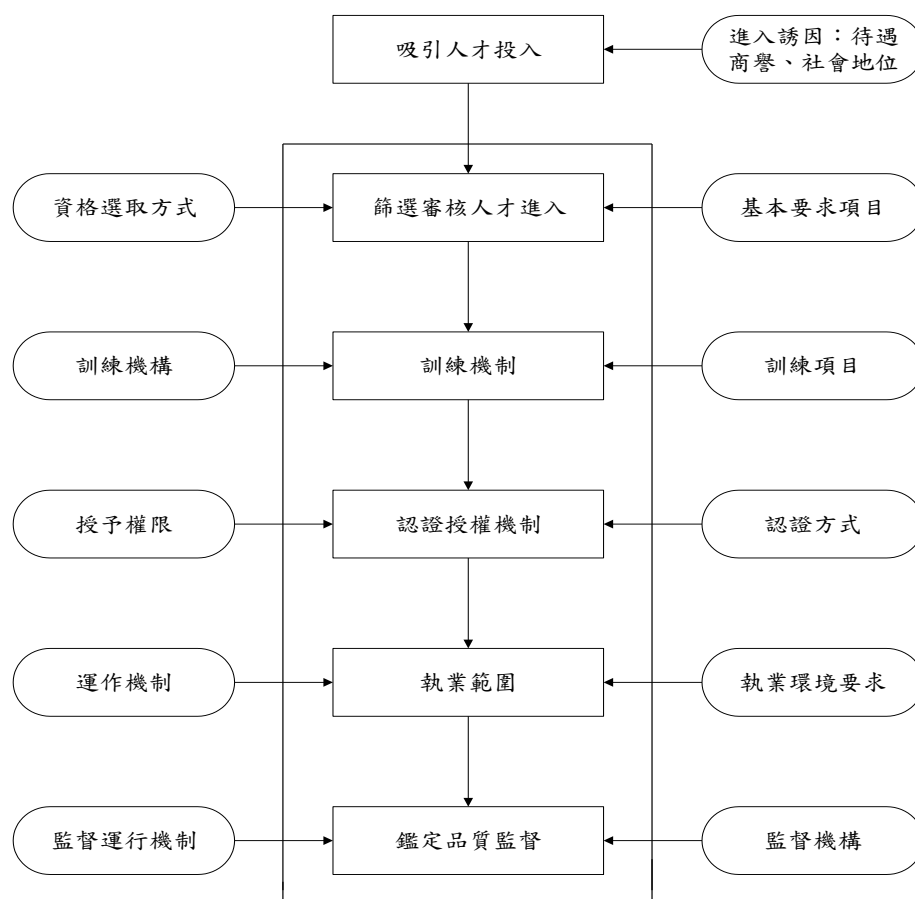 吸引人才投入
進入誘因：待遇
商譽、社會地位
資格選取方式
篩選審核人才進入
基本要求項目
訓練機構
訓練機制
訓練項目
授予權限
認證授權機制
認證方式
運作機制
執業範圍
執業環境要求
監督運行機制
鑑定品質監督
監督機構